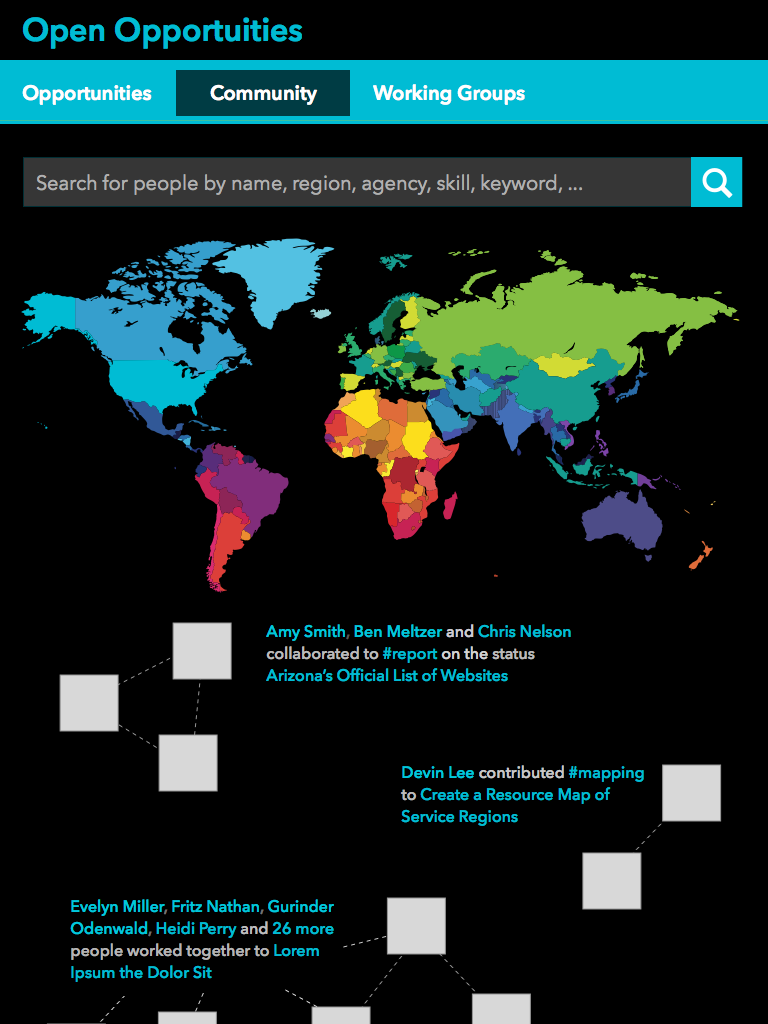 Open Opportuities
Opportunities Community Working Groups
Search for people by name, region, agency, skill, keyword, ...
Amy Smith, Ben Meltzer and Chris Nelson
collaborated to #report on the status
Arizona’s Official List of Websites
Devin Lee contributed #mapping
to Create a Resource Map of
Service Regions
Evelyn Miller, Fritz Nathan, Gurinder
Odenwald, Heidi Perry and 26 more
people worked together to Lorem
Ipsum the Dolor Sit